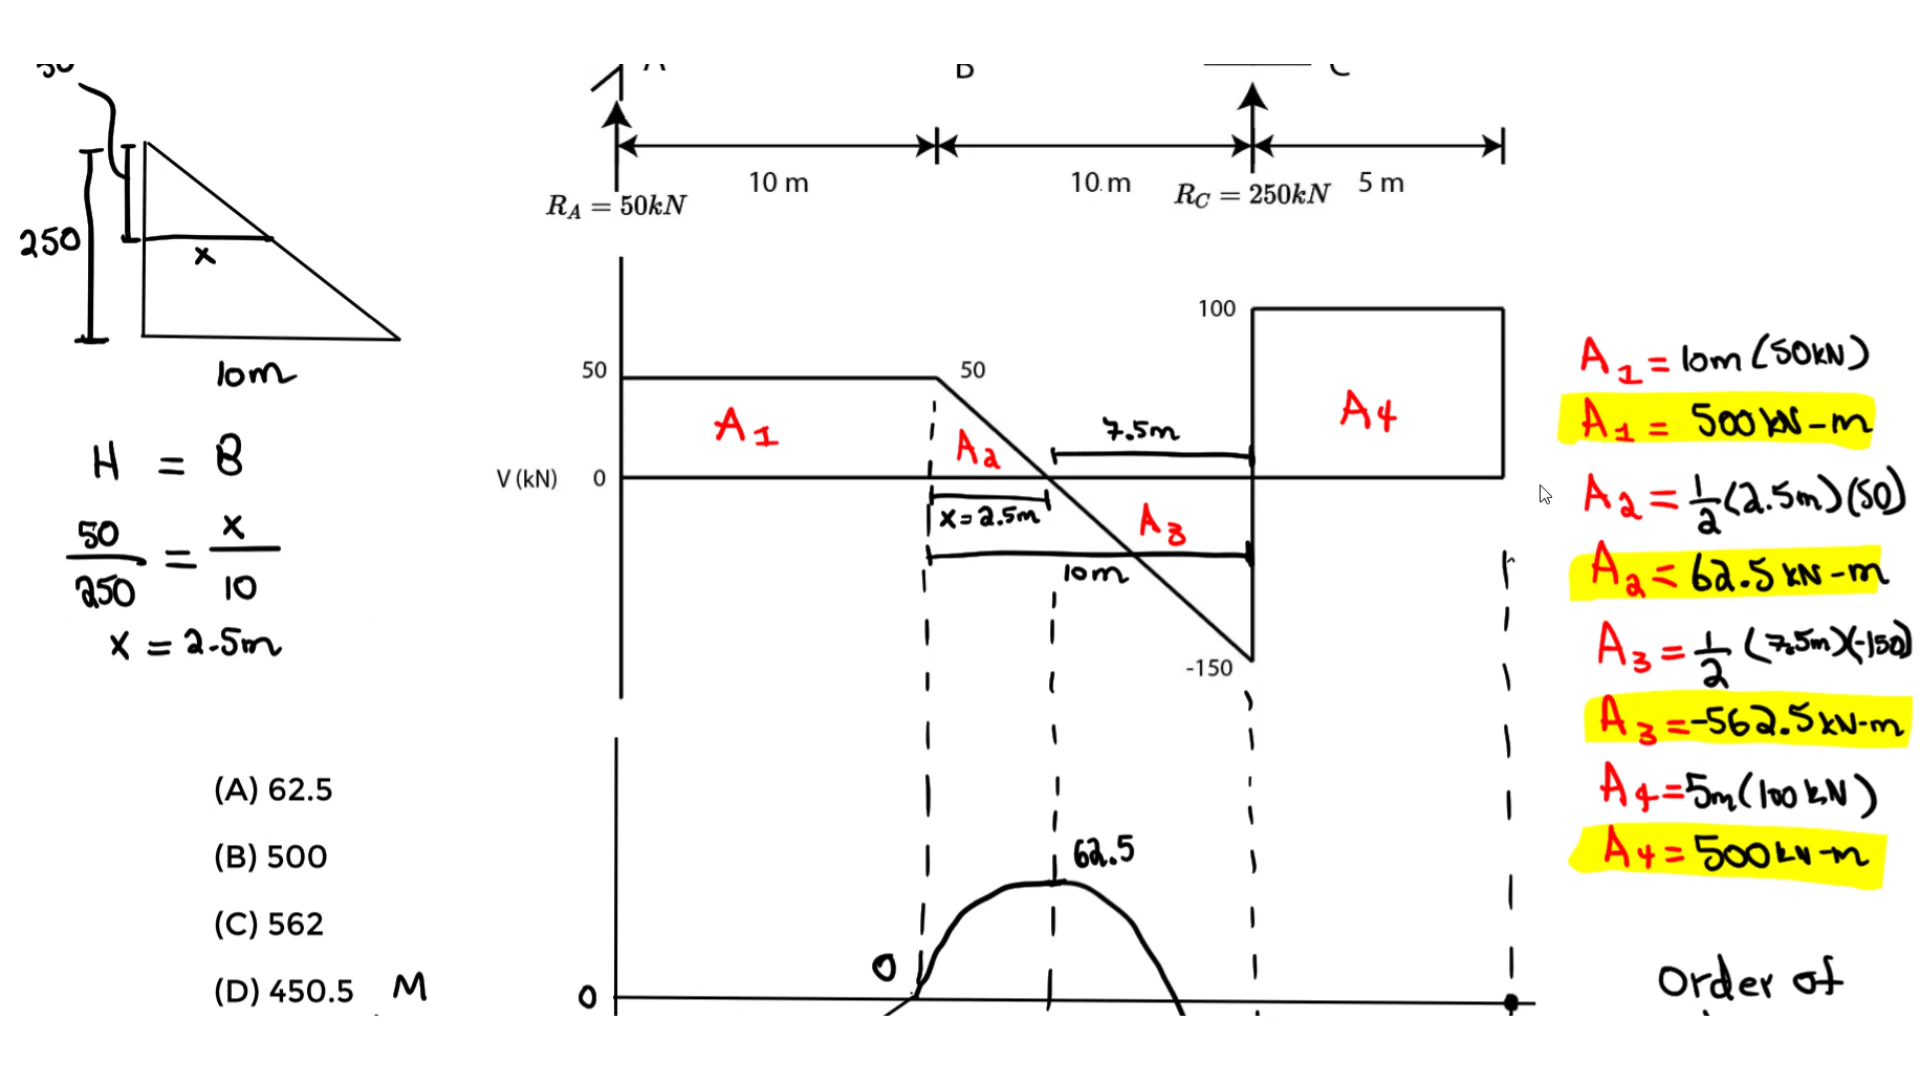 A
B
C
10 m
10 m
5 m
R_A = 50kN
R_C = 250kN
250
x
10m
H = B
50/250 = x/10
x = 2.5m
(A) 62.5
(B) 500
(C) 562
(D) 450.5
M
100
50
50
V (kN)
0
-150
A1
A2
A3
A4
7.5m
x = 2.5m
10m
62.5
0
0
A1 = 10m (50kN)
A1 = 500 kN-m
A2 = 1/2 (2.5m)(50)
A2 = 62.5 kN-m
A3 = 1/2 (7.5m)(-150)
A3 = -562.5 kN-m
A4 = 5m (100kN)
A4 = 500 kN-m
Order of